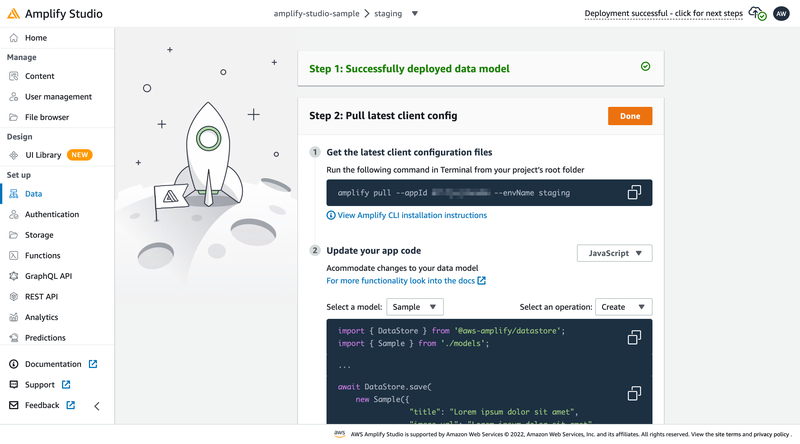 Amplify Studio
amplify-studio-sample > staging
Deployment successful - click for next steps
AW
Home
Manage
Content
User management
File browser
Design
UI Library NEW
Set up
Data
Authentication
Storage
Functions
GraphQL API
REST API
Analytics
Predictions
Documentation
Support
Feedback
Step 1: Successfully deployed data model
Step 2: Pull latest client config
Done
1 Get the latest client configuration files
Run the following command in Terminal from your project's root folder
amplify pull --appId --envName staging
View Amplify CLI installation instructions
2 Update your app code
JavaScript
Acommodate changes to your data model
For more functionality look into the docs
Select a model: Sample
Select an operation: Create
import { DataStore } from '@aws-amplify/datastore';
import { Sample } from './models';
...
await DataStore.save(
new Sample({
"title": "Lorem ipsum dolor sit amet",
aws AWS Amplify Studio is supported by Amazon Web Services © 2022, Amazon Web Services, Inc. and its affiliates. All rights reserved. View the site terms and privacy policy .